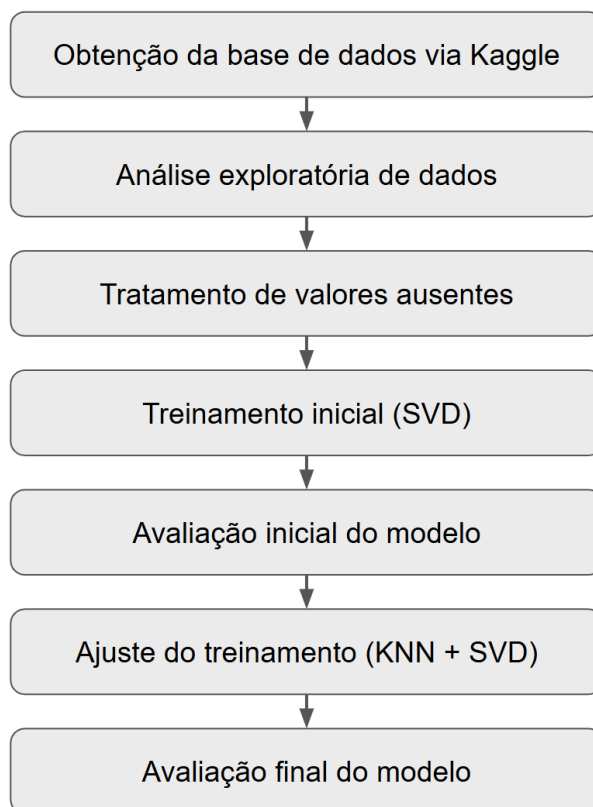 Obtenção da base de dados via Kaggle
Análise exploratória de dados
Tratamento de valores ausentes
Treinamento inicial (SVD)
Avaliação inicial do modelo
Ajuste do treinamento (KNN + SVD)
Avaliação final do modelo